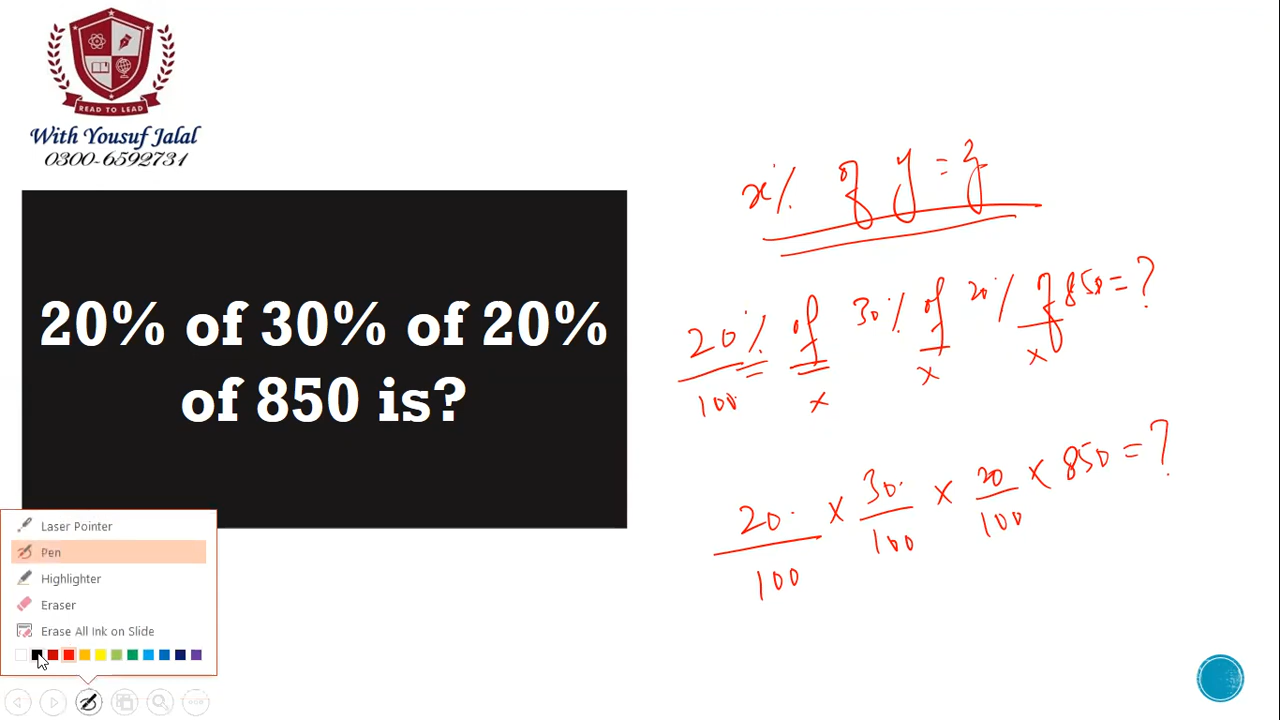 READ TO LEAD
With Yousuf Jalal
0300-6592731
20% of 30% of 20%
of 850 is?
x% of y = z
20% of 30% of 20% of 850 = ?
100 x x x
20 x 30 x 20 x 850 = ?
100 100 100
Laser Pointer
Pen
Highlighter
Eraser
Erase All Ink on Slide